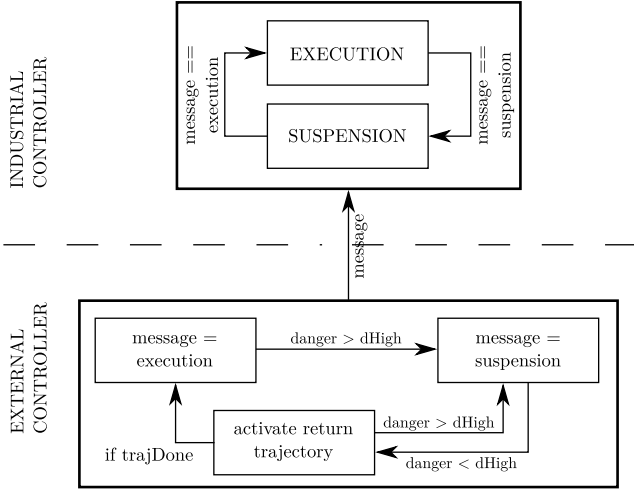 INDUSTRIAL
CONTROLLER
message ==
execution
EXECUTION
SUSPENSION
message ==
suspension
message
EXTERNAL
CONTROLLER
message =
execution
danger > dHigh
message =
suspension
activate return
trajectory
danger > dHigh
if trajDone
danger < dHigh